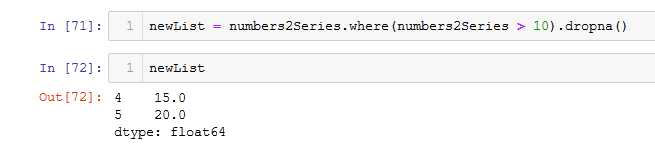 In [71]: 1 newList = numbers2Series.where(numbers2Series > 10).dropna()
In [72]: 1 newList
Out[72]: 4    15.0
5    20.0
dtype: float64